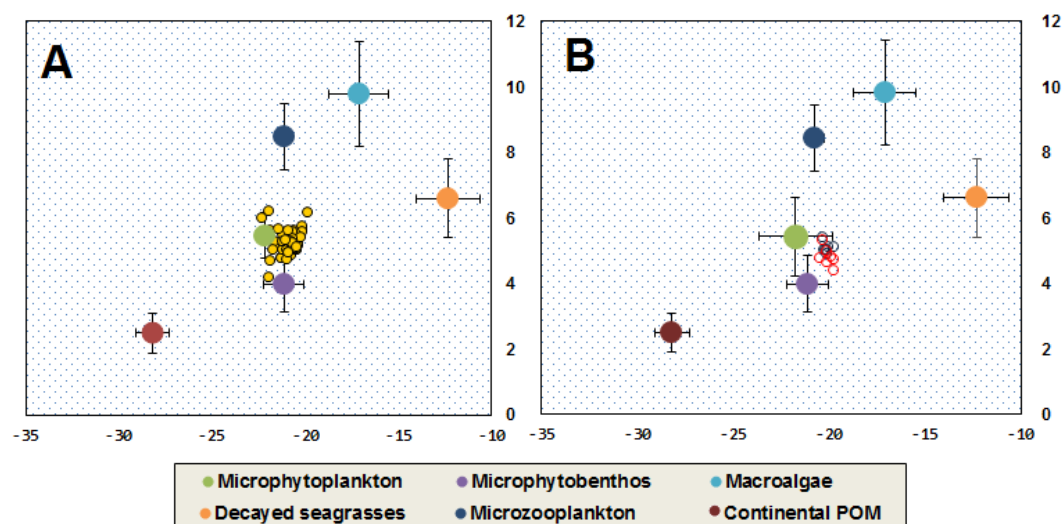 A
B
12
10
8
6
4
2
0
-35 -30 -25 -20 -15 -10
12
10
8
6
4
2
0
-35 -30 -25 -20 -15 -10
Microphytoplankton Microphytobenthos Macroalgae
Decayed seagrasses Microzooplankton Continental POM